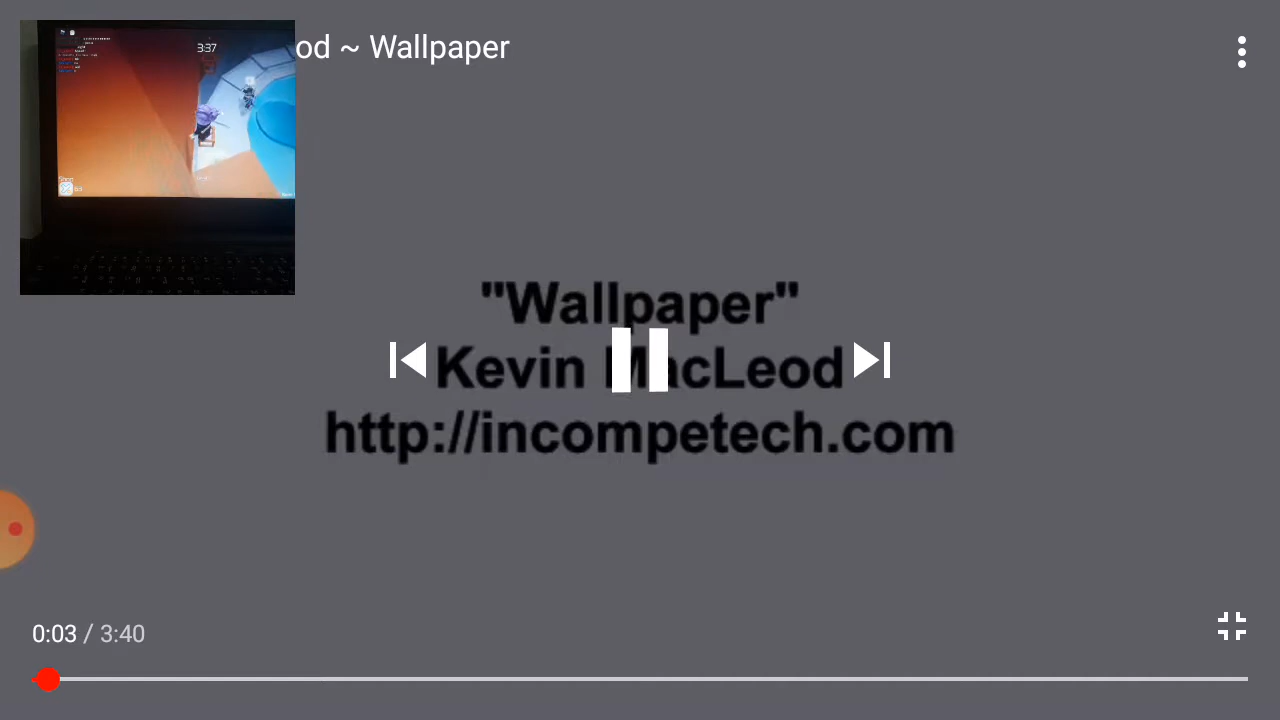 od ~ Wallpaper
3:37
"Wallpaper"
Kevin MacLeod
http://incompetech.com
0:03 / 3:40